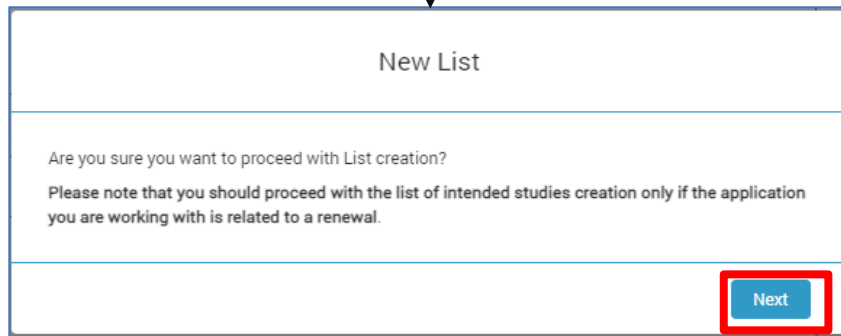 New List
Are you sure you want to proceed with List creation?
Please note that you should proceed with the list of intended studies creation only if the application
you are working with is related to a renewal.
Next